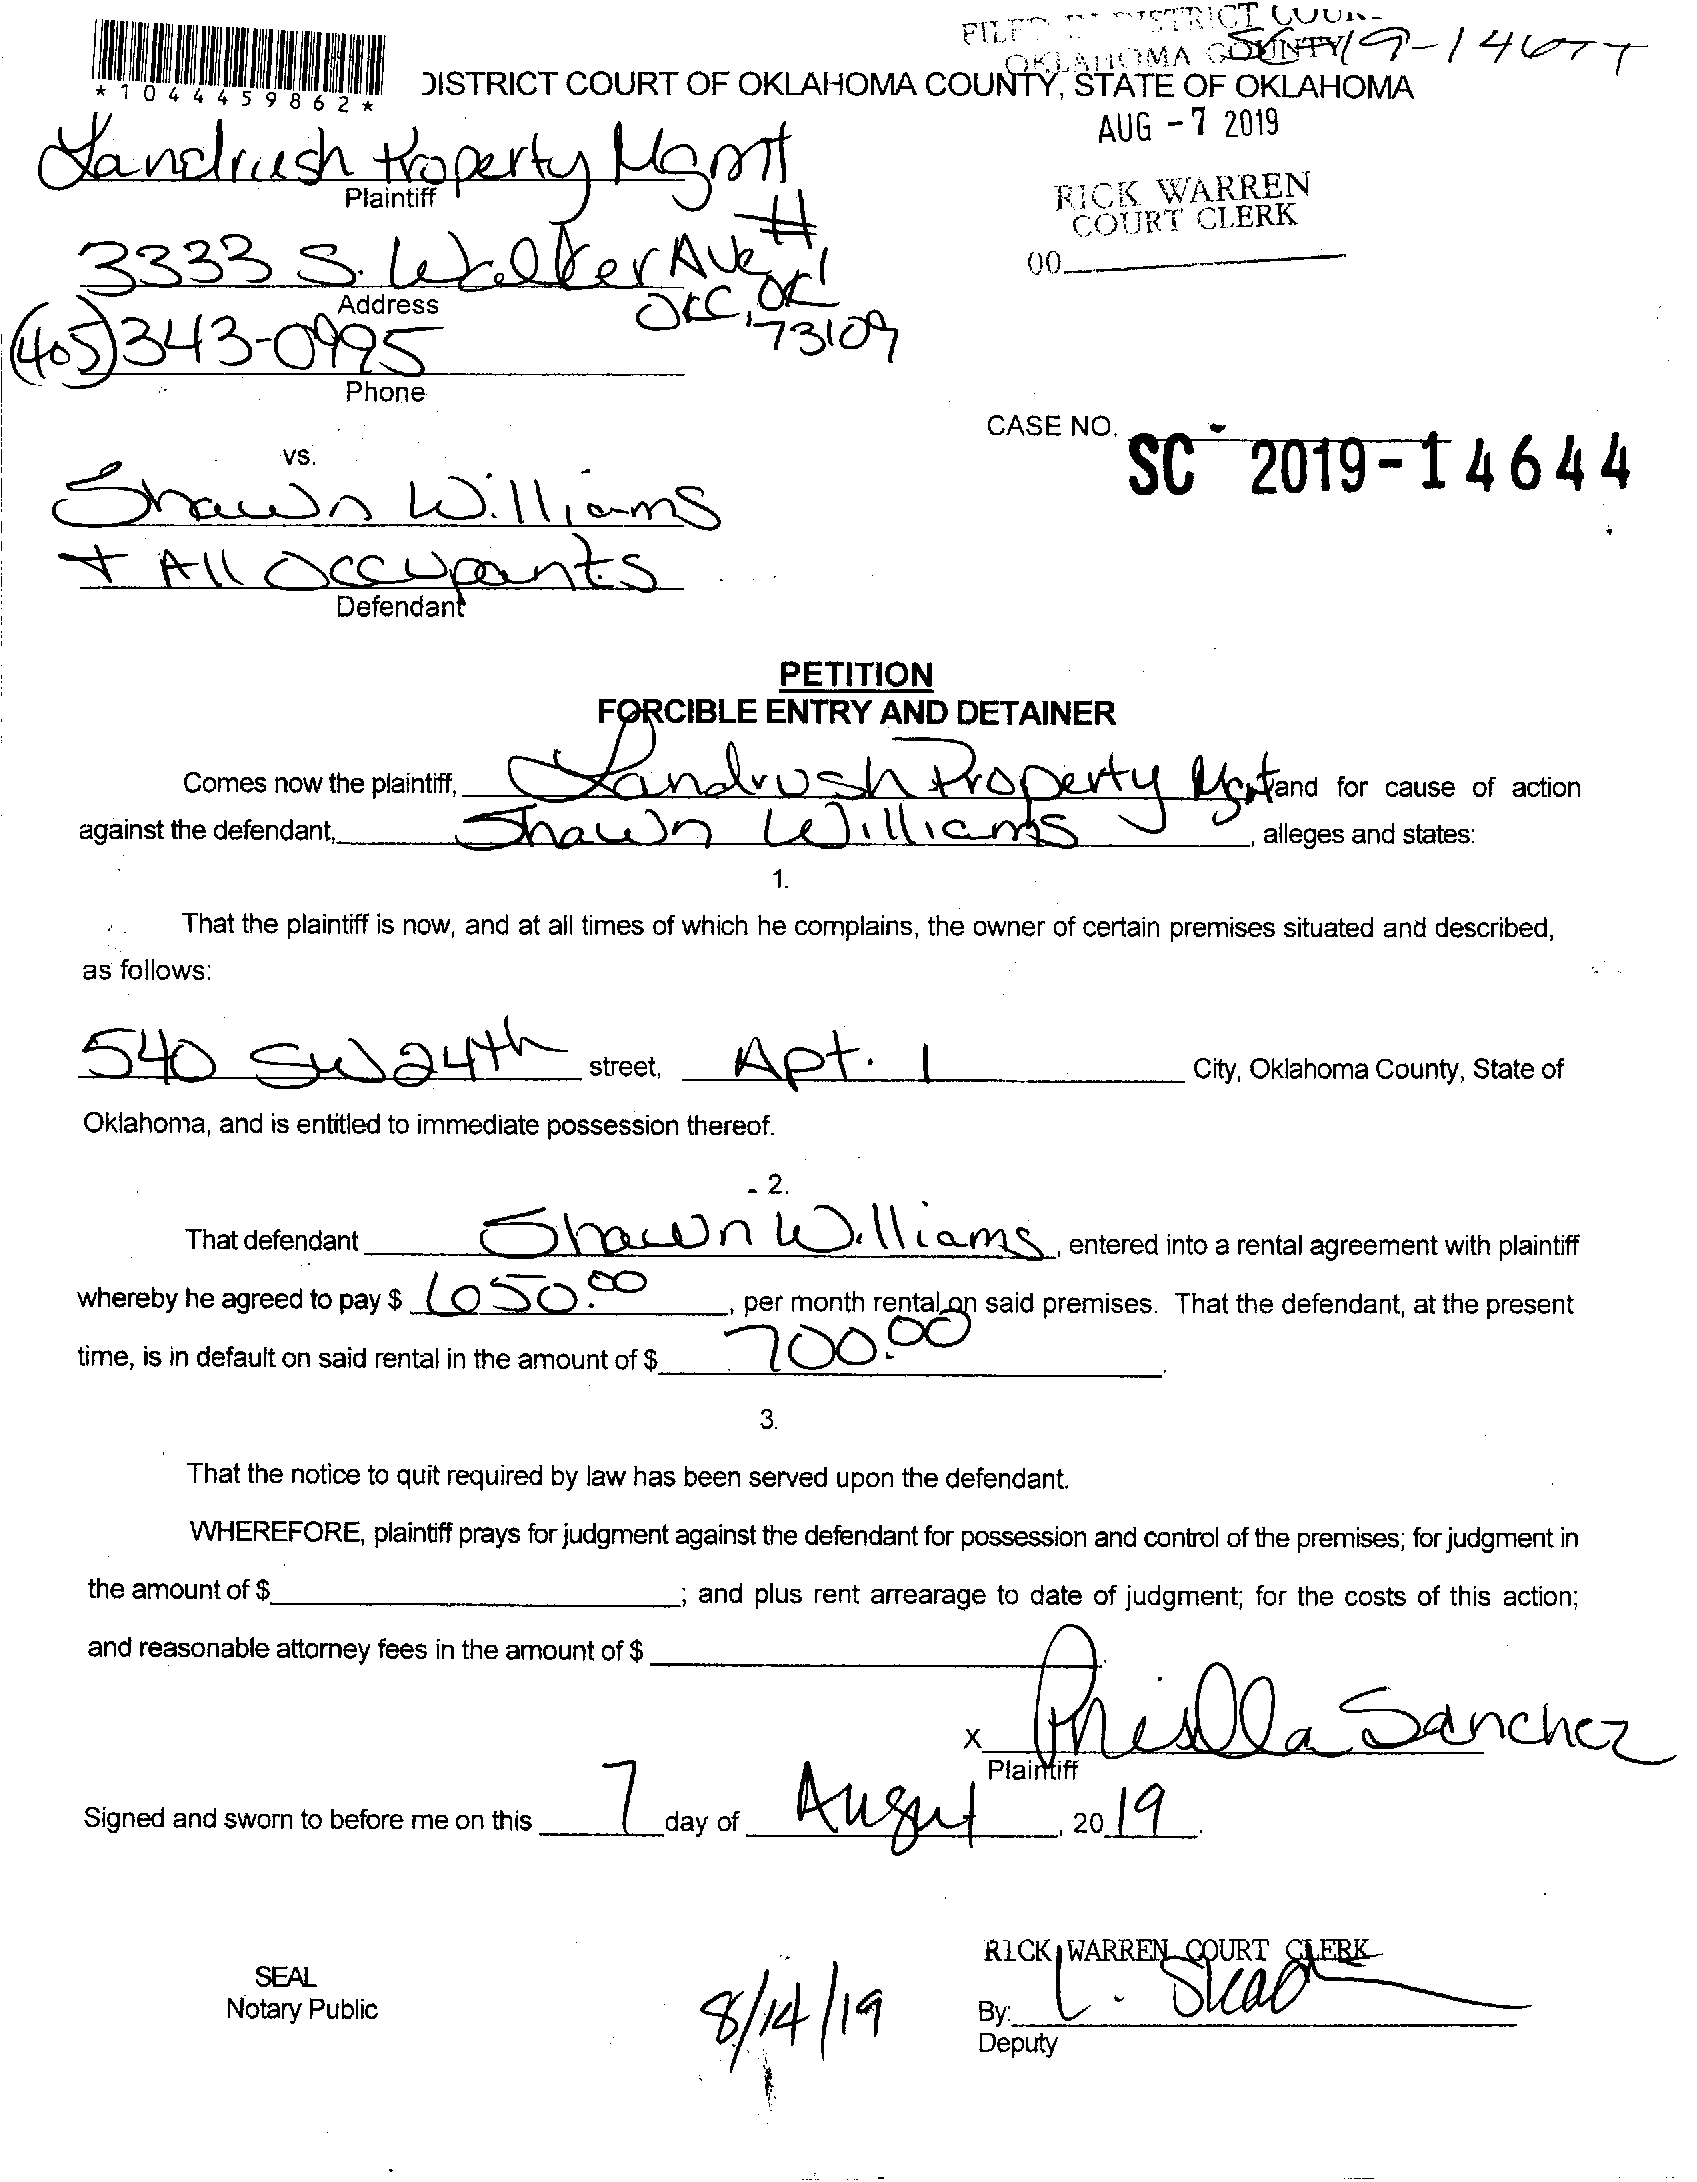 *1044459862*
DISTRICT COURT OF OKLAHOMA COUNTY, STATE OF OKLAHOMA
OKLAHOMA COUNTY
AUG -7 2019
RICK WARREN
COURT CLERK
00
Landrush Property Mgmt
Plaintiff
3333 S. Walker Ave #1
OKC, OK
73109
Address
(405) 343-0995
Phone
CASE NO. SC-2019-14644
vs.
Shawn Williams
+ All Occupants
Defendant
PETITION
FORCIBLE ENTRY AND DETAINER
Comes now the plaintiff, Landrush Property Mgmt and for cause of action
against the defendant, Shawn Williams, alleges and states:
1.
That the plaintiff is now, and at all times of which he complains, the owner of certain premises situated and described,
as follows:
540 SW 24th street, Apt. 1 City, Oklahoma County, State of
Oklahoma, and is entitled to immediate possession thereof.
2.
That defendant Shawn Williams, entered into a rental agreement with plaintiff
whereby he agreed to pay $ 650.00, per month rental on said premises. That the defendant, at the present
time, is in default on said rental in the amount of $ 700.00.
3.
That the notice to quit required by law has been served upon the defendant.
WHEREFORE, plaintiff prays for judgment against the defendant for possession and control of the premises; for judgment in
the amount of $; and plus rent arrearage to date of judgment; for the costs of this action;
and reasonable attorney fees in the amount of $
x Prisilla Sanchez
Plaintiff
Signed and sworn to before me on this 7 day of August, 2019.
RICK WARREN COURT CLERK
SEAL
Notary Public
8/14/19
By:
Deputy